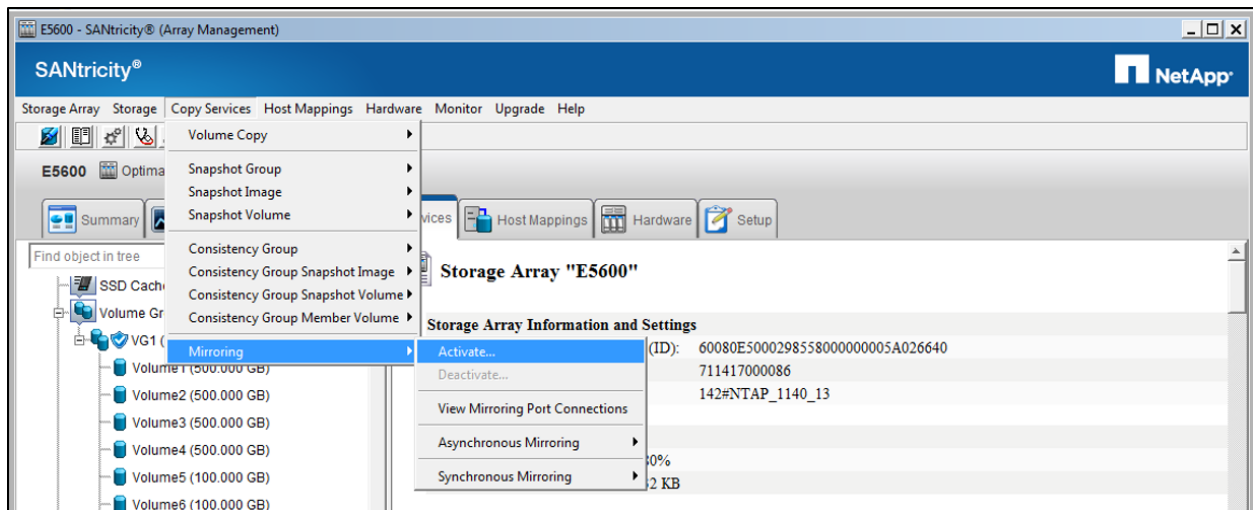 E5600 - SANtricity® (Array Management)
SANtricity®
NetApp
Storage Array Storage Copy Services Host Mappings Hardware Monitor Upgrade Help
Volume Copy
E5600
Snapshot Group
Snapshot Image
Snapshot Volume
Summary
Host Mappings
Hardware
Setup
Find object in tree
Consistency Group
Consistency Group Snapshot Image
Consistency Group Snapshot Volume
Consistency Group Member Volume
Storage Array "E5600"
SSD
Volume
VG1
Storage Array Information and Settings
Mirroring
Activate...
Deactivate...
View Mirroring Port Connections
Asynchronous Mirroring
Synchronous Mirroring
(ID): 60080E5000298558000000005A026640
711417000086
142#NTAP_1140_13
KB
Volume1 (500.000 GB)
Volume2 (500.000 GB)
Volume3 (500.000 GB)
Volume4 (500.000 GB)
Volume5 (100.000 GB)
Volume6 (100.000 GB)